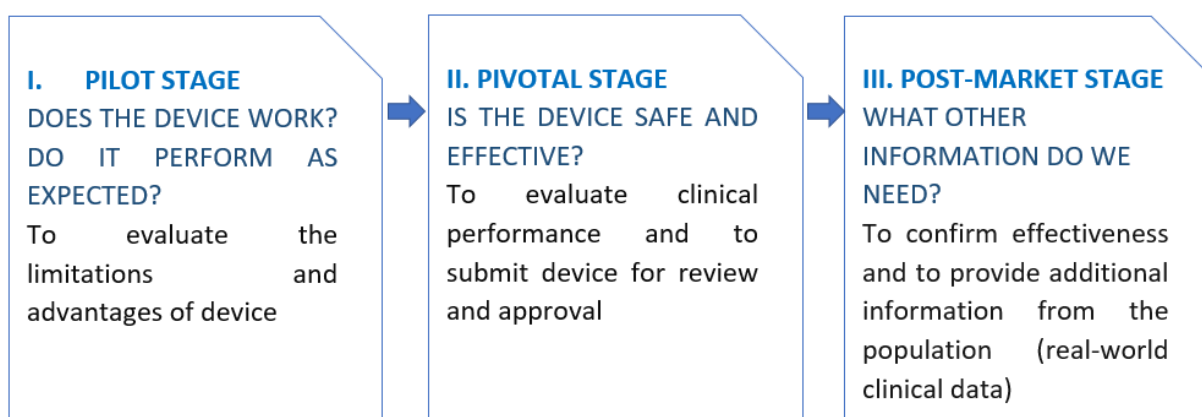 I. PILOT STAGE
DOES THE DEVICE WORK?
DO IT PERFORM AS
EXPECTED?
To evaluate the
limitations and
advantages of device
II. PIVOTAL STAGE
IS THE DEVICE SAFE AND
EFFECTIVE?
To evaluate clinical
performance and to
submit device for review
and approval
III. POST-MARKET STAGE
WHAT OTHER
INFORMATION DO WE
NEED?
To confirm effectiveness
and to provide additional
information from the
population (real-world
clinical data)